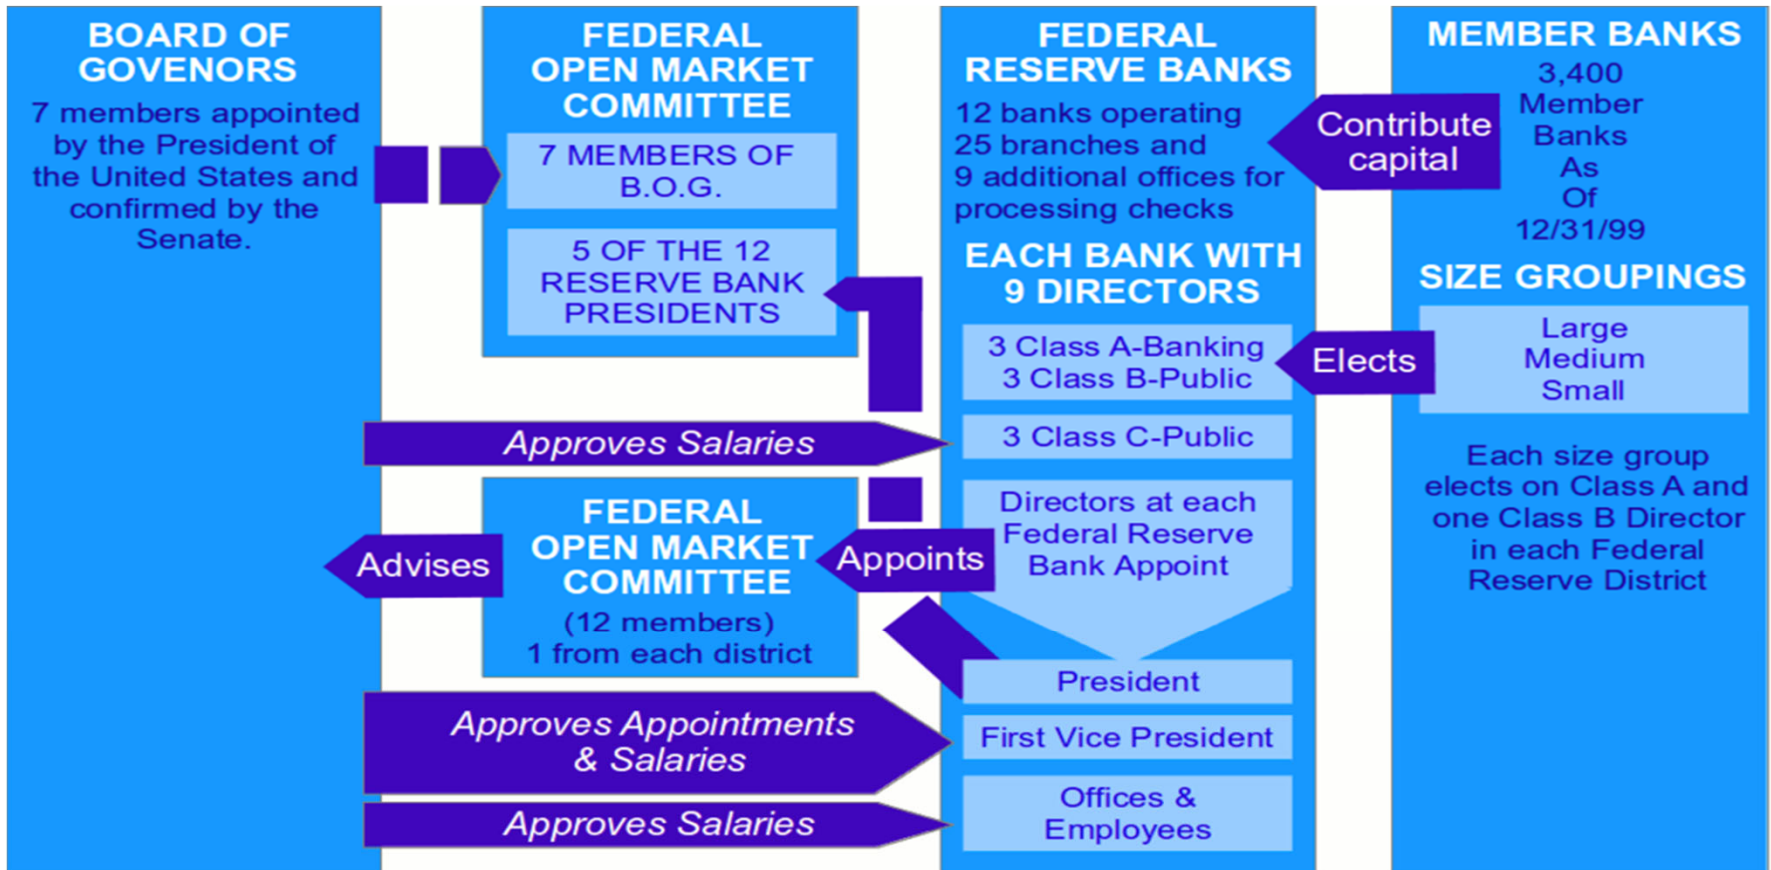 BOARD OF
GOVENORS
7 members appointed
by the President of
the United States and
confirmed by the
Senate.
FEDERAL
OPEN MARKET
COMMITTEE
7 MEMBERS OF
B.O.G.
5 OF THE 12
RESERVE BANK
PRESIDENTS
Approves Salaries
FEDERAL
OPEN MARKET
COMMITTEE
(12 members)
1 from each district
Advises
Appoints
Approves Appointments
& Salaries
Approves Salaries
FEDERAL
RESERVE BANKS
12 banks operating
25 branches and
9 additional offices for
processing checks
EACH BANK WITH
9 DIRECTORS
3 Class A-Banking
3 Class B-Public
3 Class C-Public
Directors at each
Federal Reserve
Bank Appoint
President
First Vice President
Offices &
Employees
Contribute
capital
Elects
MEMBER BANKS
3,400
Member
Banks
As
Of
12/31/99
SIZE GROUPINGS
Large
Medium
Small
Each size group
elects on Class A and
one Class B Director
in each Federal
Reserve District